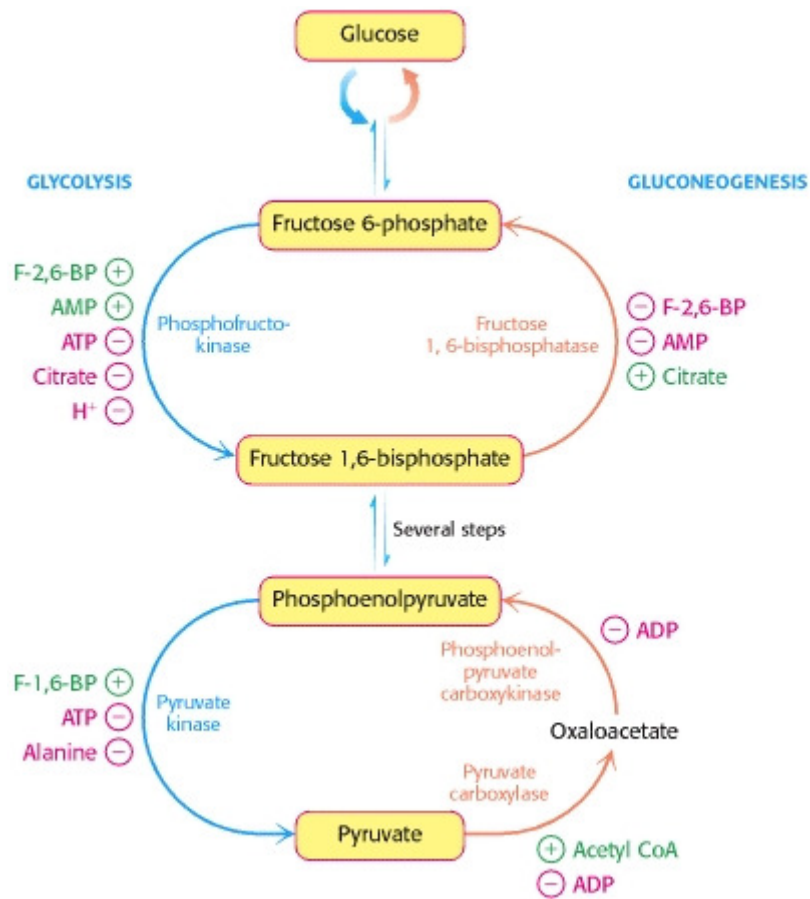 Glucose
GLYCOLYSIS
GLUCONEOGENESIS
Fructose 6-phosphate
F-2,6-BP +
AMP +
ATP −
Citrate −
H⁺ −
Phosphofructo-
kinase
Fructose
1, 6-bisphosphatase
− F-2,6-BP
− AMP
+ Citrate
Fructose 1,6-bisphosphate
Several steps
Phosphoenolpyruvate
F-1,6-BP +
ATP −
Alanine −
Pyruvate
kinase
Phosphoenol-
pyruvate
carboxykinase
− ADP
Oxaloacetate
Pyruvate
carboxylase
Pyruvate
+ Acetyl CoA
− ADP